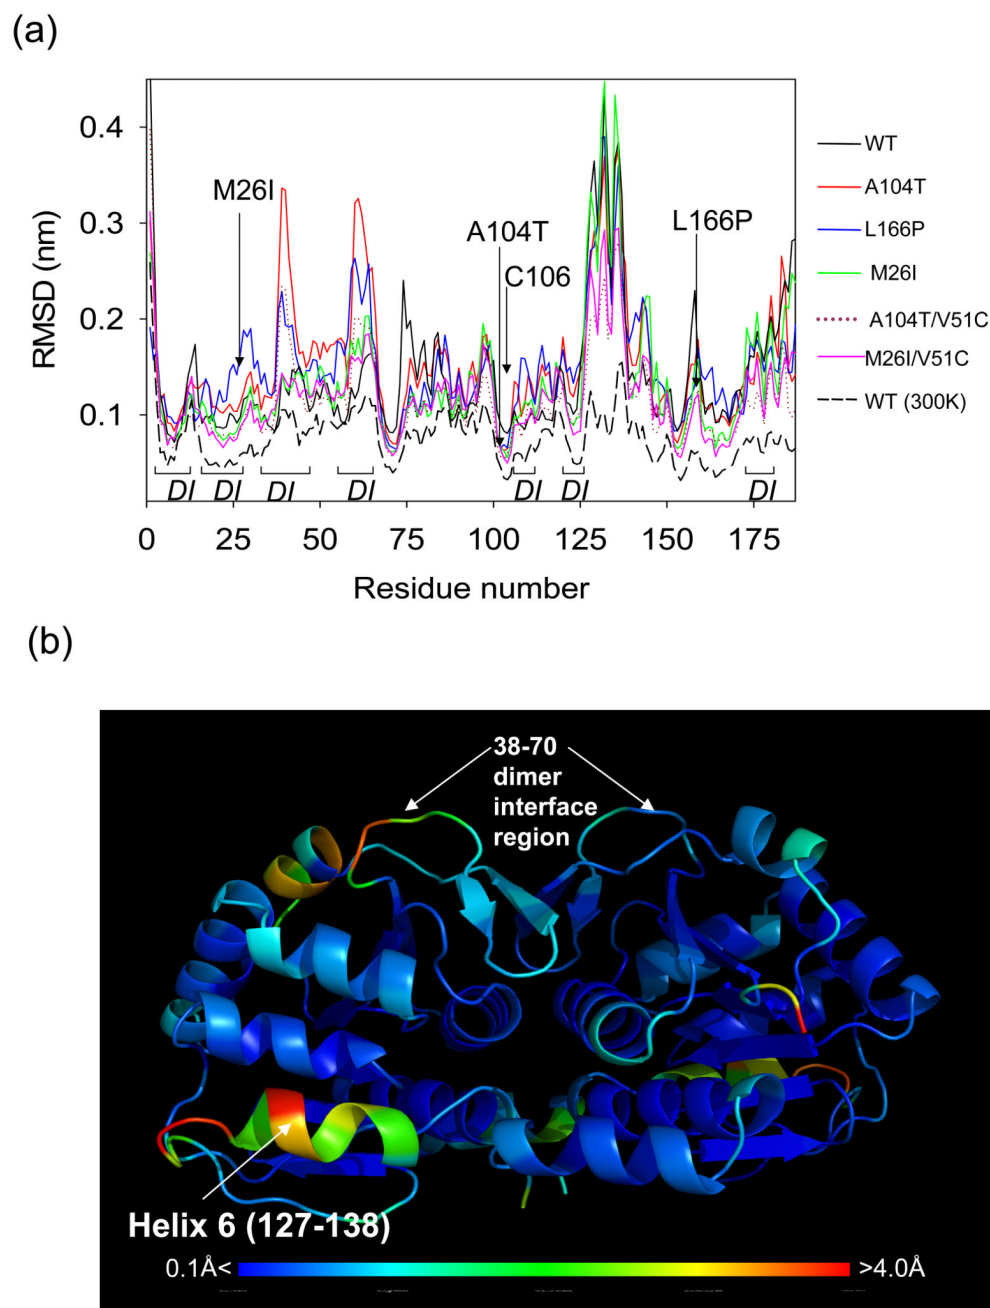 (a)
0.4
0.3
0.2
0.1
RMSD (nm)
M26I
A104T
C106
L166P
DI
DI
DI
DI
DI
DI
DI
0
25
50
75
100
125
150
175
Residue number
WT
A104T
L166P
M26I
A104T/V51C
M26I/V51C
WT (300K)
(b)
38-70
dimer
interface
region
Helix 6 (127-138)
0.1Å<
>4.0Å